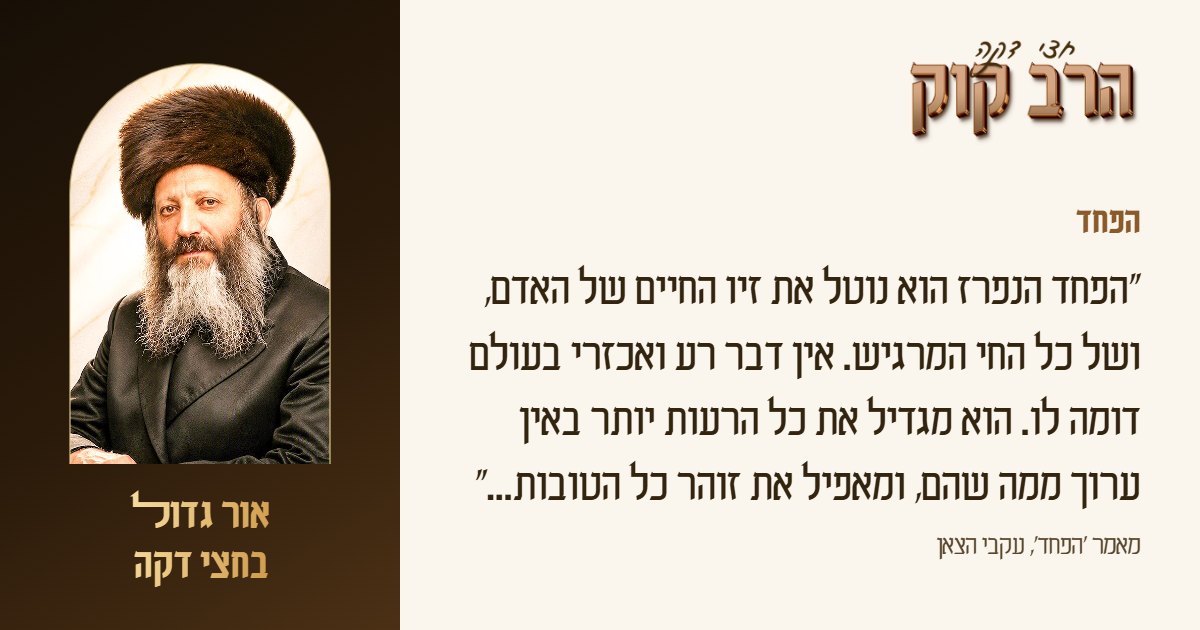 חצי דקה
הרב קוק
הפחד
"הפחד הנפרז הוא נוטל את זיו החיים של האדם,
ושל כל החי המרגיש. אין דבר רע ואכזרי בעולם
דומה לו. הוא מגדיל את כל הרעות יותר באין
ערוך ממה שהם, ומאפיל את זוהר כל הטובות..."
מאמר 'הפחד', עקבי הצאן
אור גדול
בחצי דקה